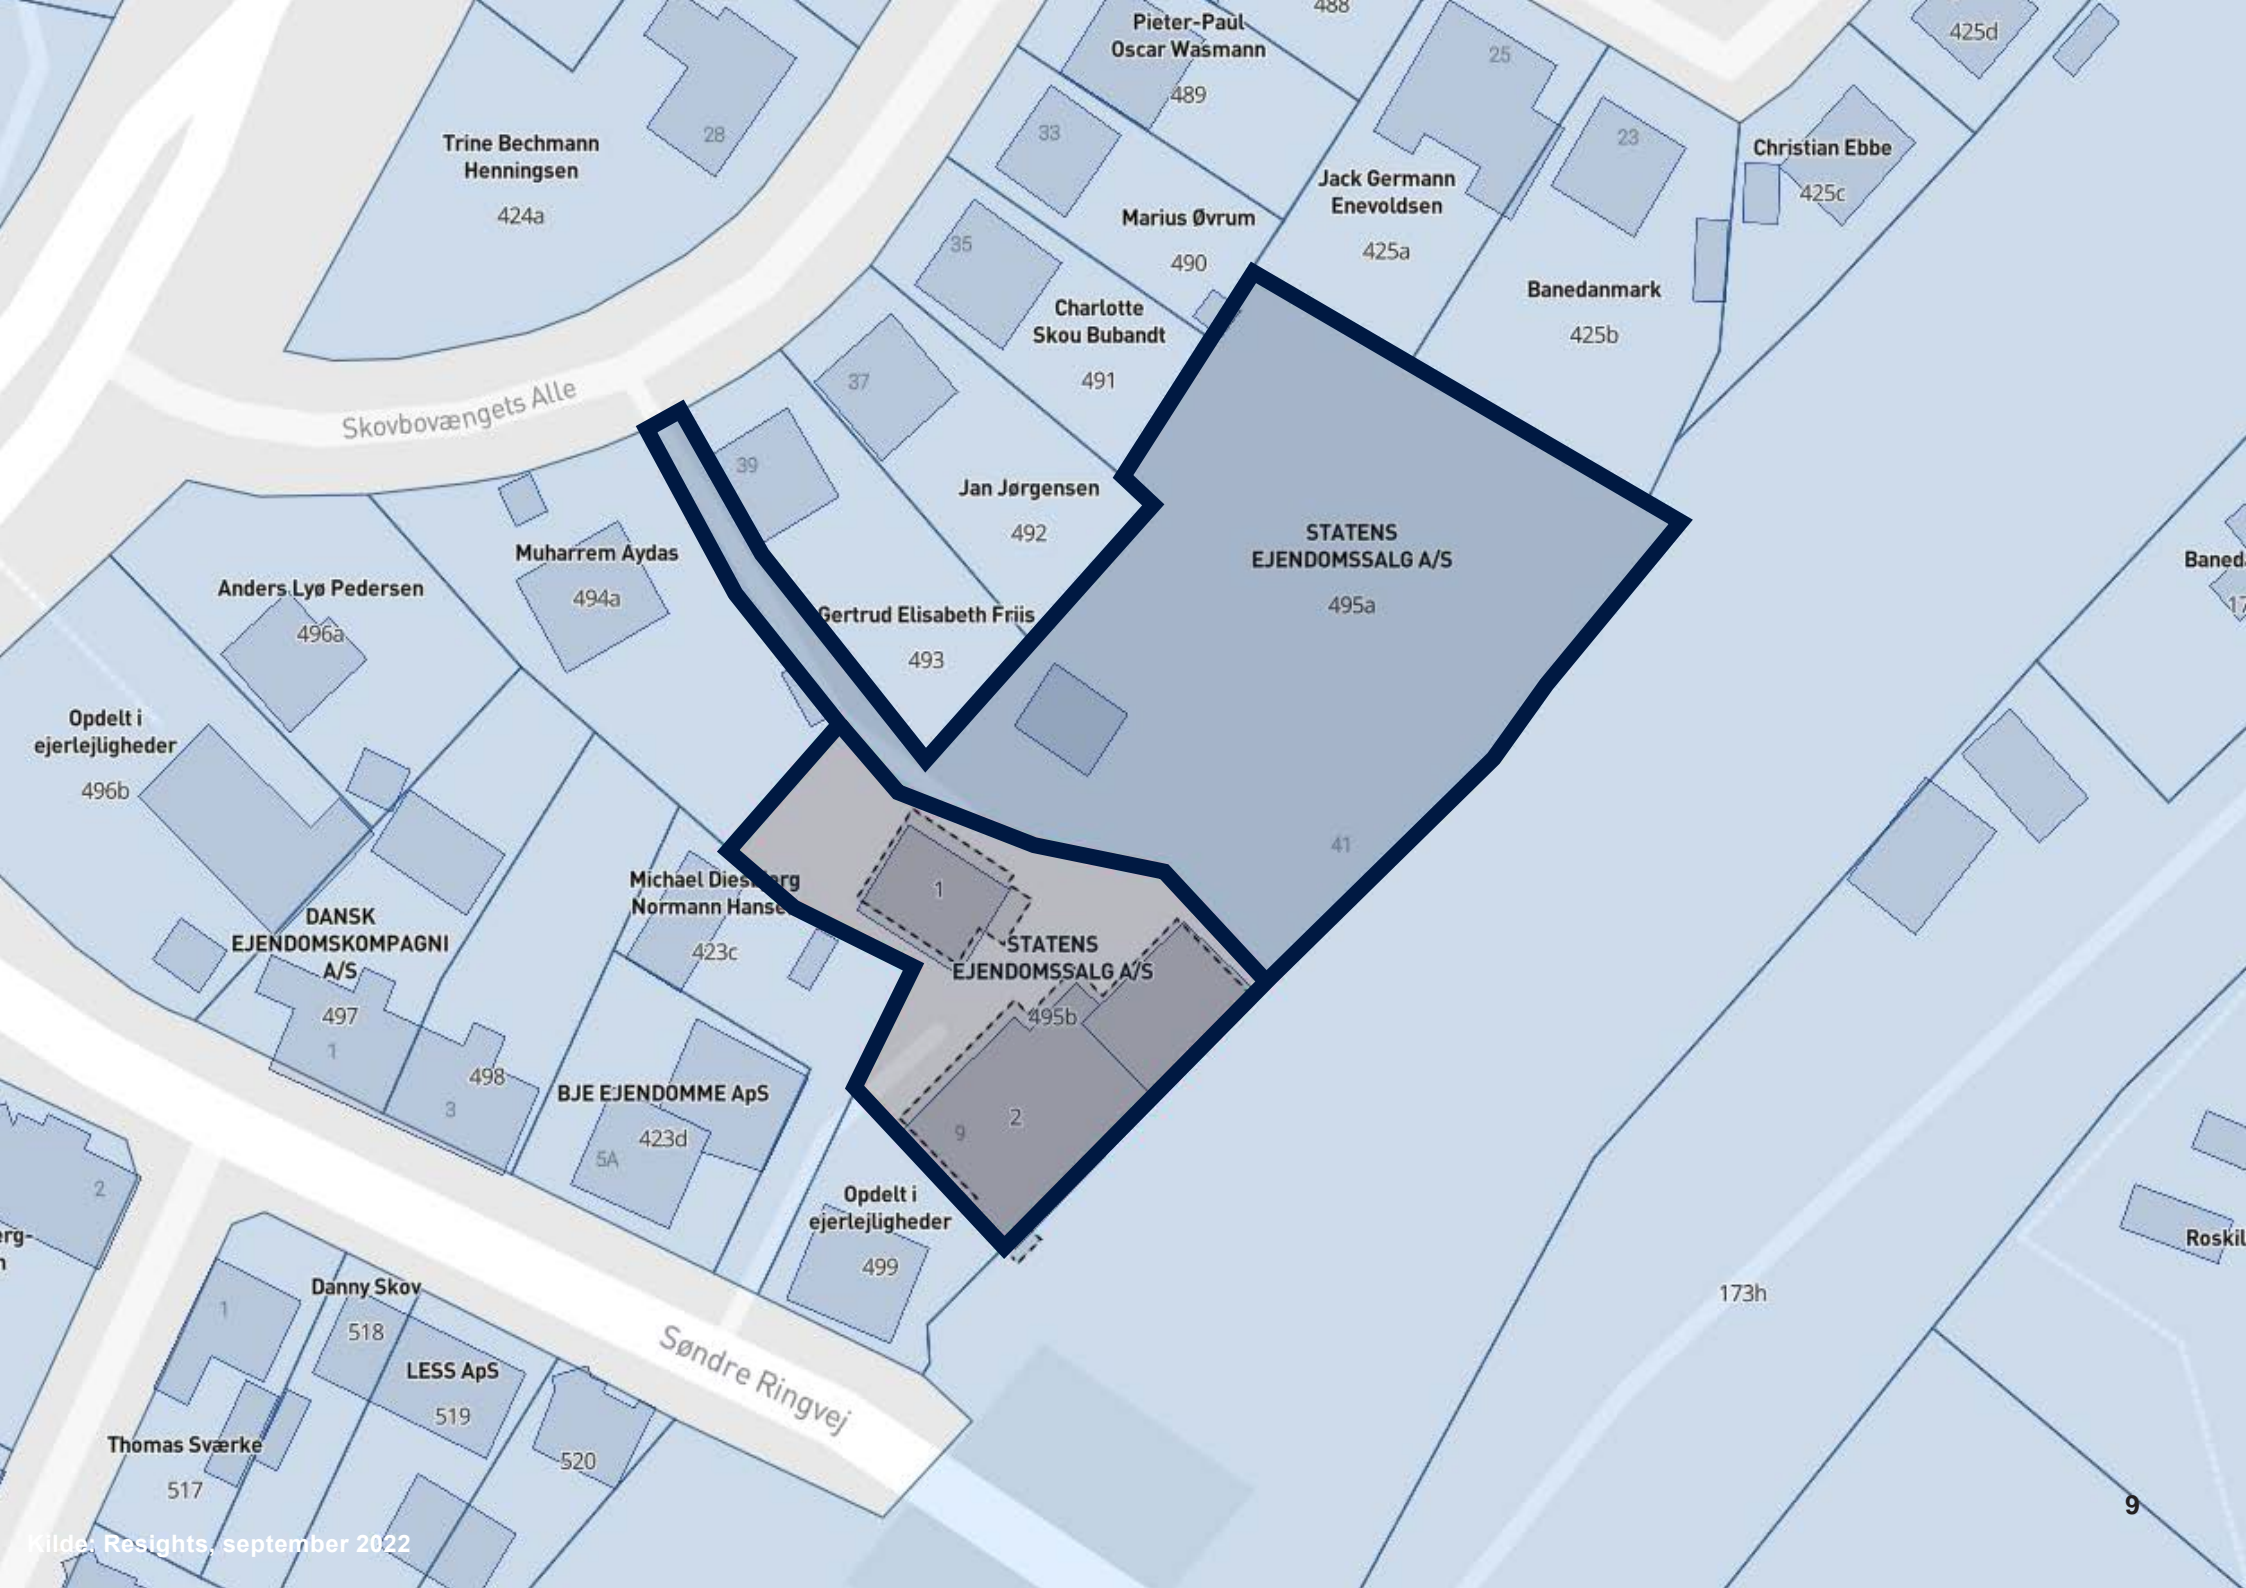 488
Pieter-Paul
Oscar Wasmann
489
25
425d
Trine Bechmann
Henningsen
424a
28
33
23
Christian Ebbe
425c
Jack Germann
Enevoldsen
425a
Marius Øvrum
490
35
Banedanmark
425b
Charlotte
Skou Bubandt
491
37
Skovbovængets Alle
39
Jan Jørgensen
492
STATENS
EJENDOMSSALG A/S
495a
Muharrem Aydas
494a
Anders Lyø Pedersen
496a
Gertrud Elisabeth Friis
493
Opdelt i
ejerlejligheder
496b
41
Michael
Normann
423c
1
DANSK
EJENDOMSKOMPAGNI
A/S
497
1
STATENS
EJENDOMSSALG A/S
495b
498
3
BJE EJENDOMME ApS
423d
5A
9
2
2
Opdelt i
ejerlejligheder
499
173h
1
Danny Skov
518
LESS ApS
519
Søndre Ringvej
Thomas Sværke
517
520
9
Kilde: Resights, september 2022